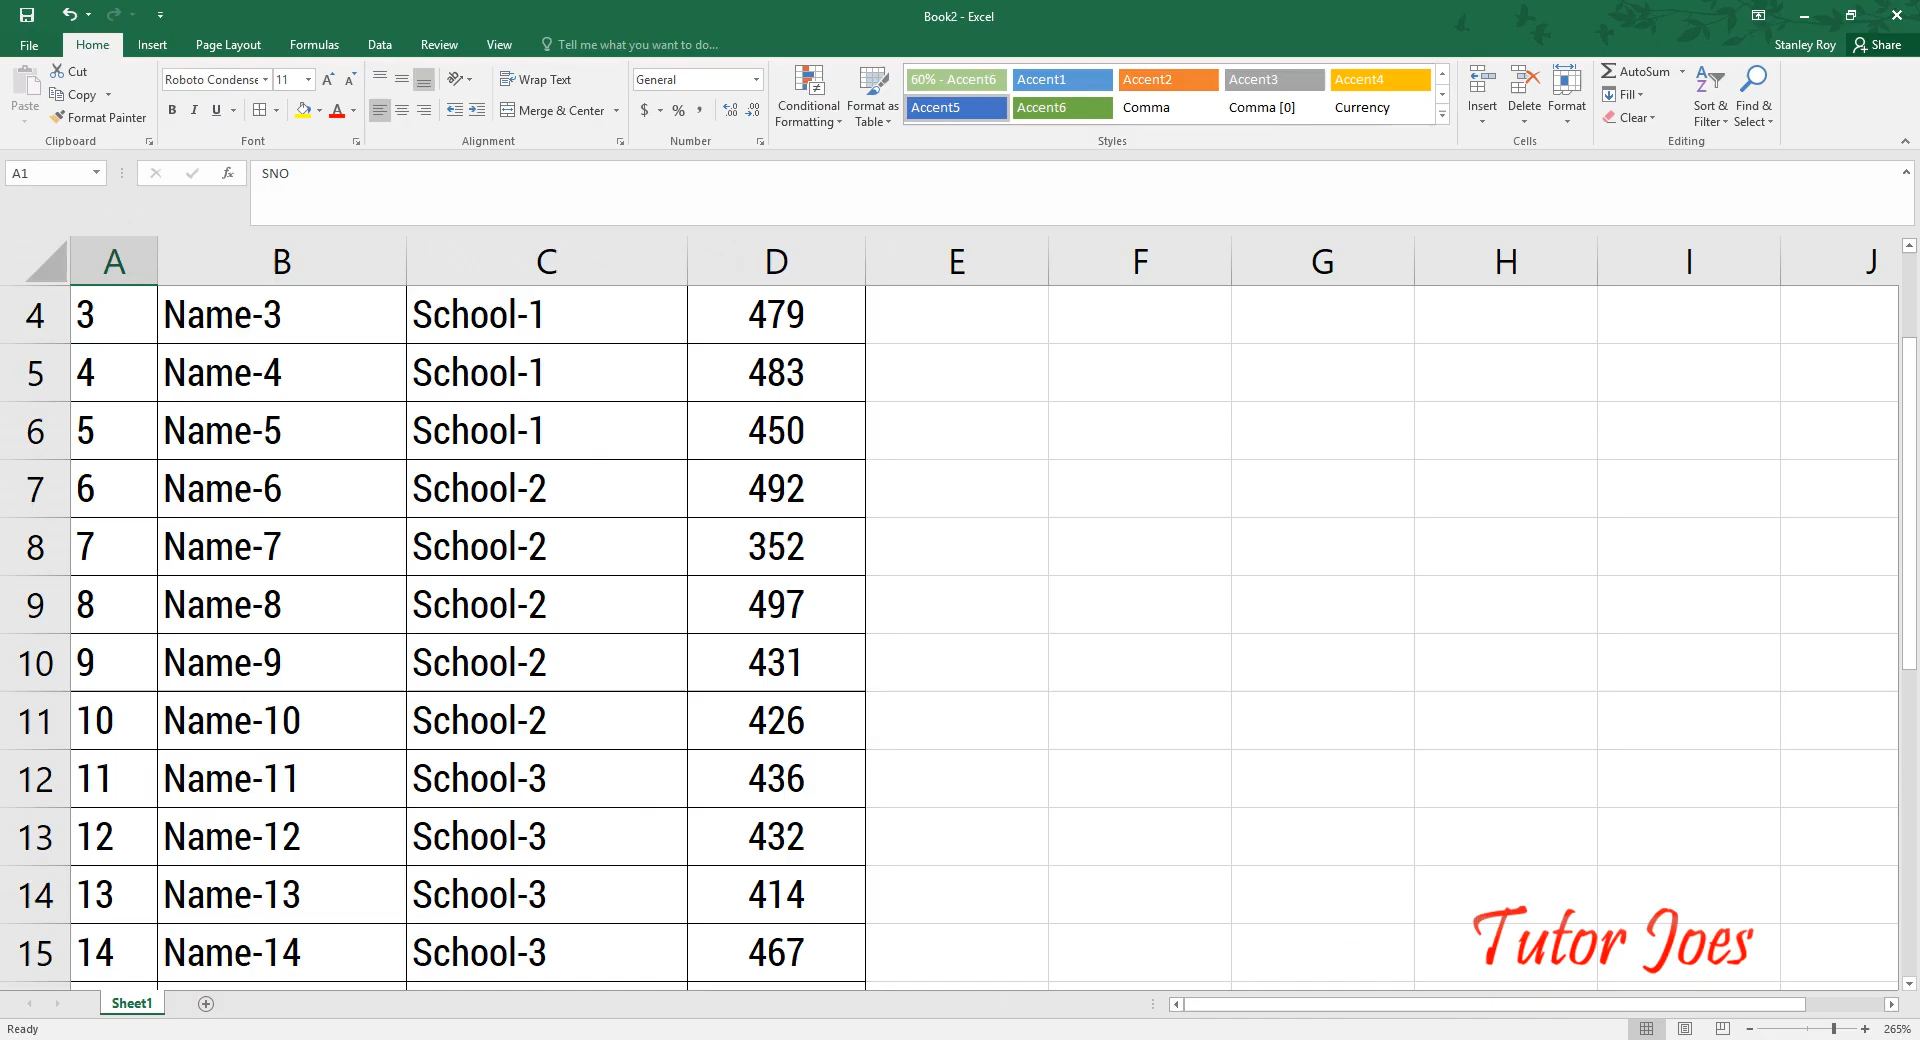 Book2 - Excel
File Home Insert Page Layout Formulas Data Review View Tell me what you want to do... Stanley Roy Share
Cut
Copy
Format Painter
Paste
Clipboard
Roboto Condense 11
B I U
Font
Wrap Text
Merge & Center
Alignment
General
$ % ,
Number
Conditional Formatting
Format as Table
60% - Accent6 Accent1 Accent2 Accent3 Accent4
Accent5 Accent6 Comma Comma [0] Currency
Styles
Insert Delete Format
Cells
AutoSum
Fill
Clear
Sort & Filter
Find & Select
Editing
A1 fx SNO
A B C D E F G H I J
4 3 Name-3 School-1 479
5 4 Name-4 School-1 483
6 5 Name-5 School-1 450
7 6 Name-6 School-2 492
8 7 Name-7 School-2 352
9 8 Name-8 School-2 497
10 9 Name-9 School-2 431
11 10 Name-10 School-2 426
12 11 Name-11 School-3 436
13 12 Name-12 School-3 432
14 13 Name-13 School-3 414
15 14 Name-14 School-3 467
Tutor Joes
Sheet1
Ready
265%